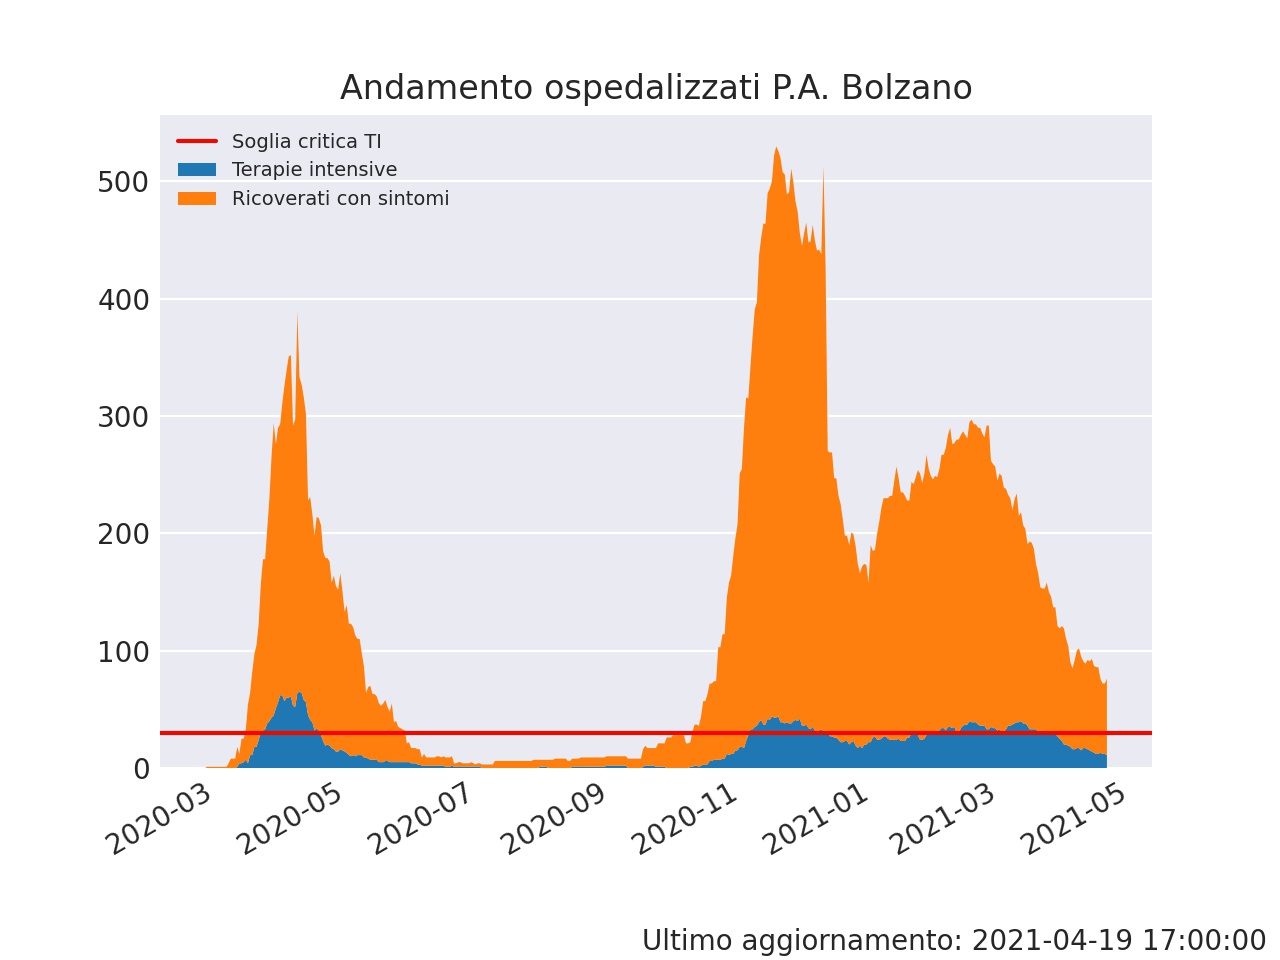 Andamento ospedalizzati P.A. Bolzano
Soglia critica TI
Terapie intensive
Ricoverati con sintomi
500
400
300
200
100
0
2020-03
2020-05
2020-07
2020-09
2020-11
2021-01
2021-03
2021-05
Ultimo aggiornamento: 2021-04-19 17:00:00